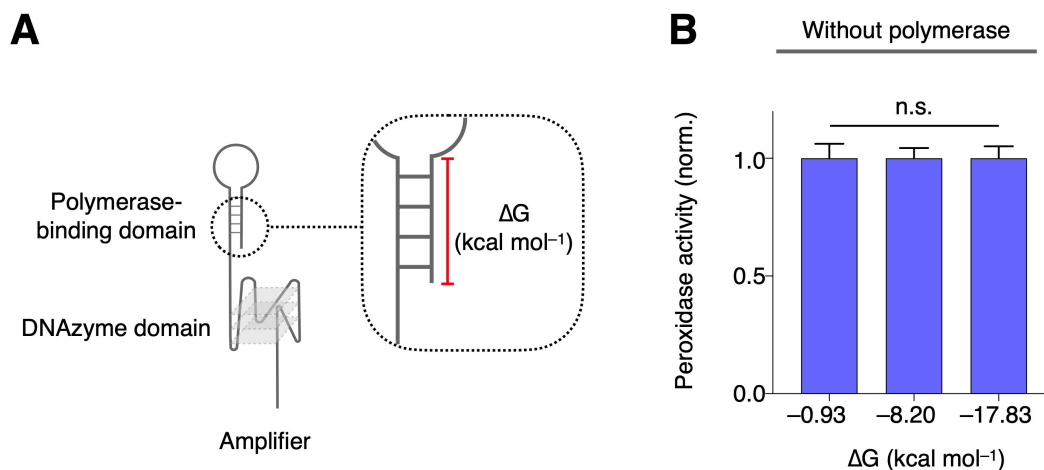 A
Polymerase-
binding domain
DNAzyme domain
Amplifier
ΔG
(kcal mol⁻¹)
B
Without polymerase
n.s.
Peroxidase activity (norm.)
1.0
0.5
0.0
–0.93
–8.20
–17.83
ΔG (kcal mol⁻¹)